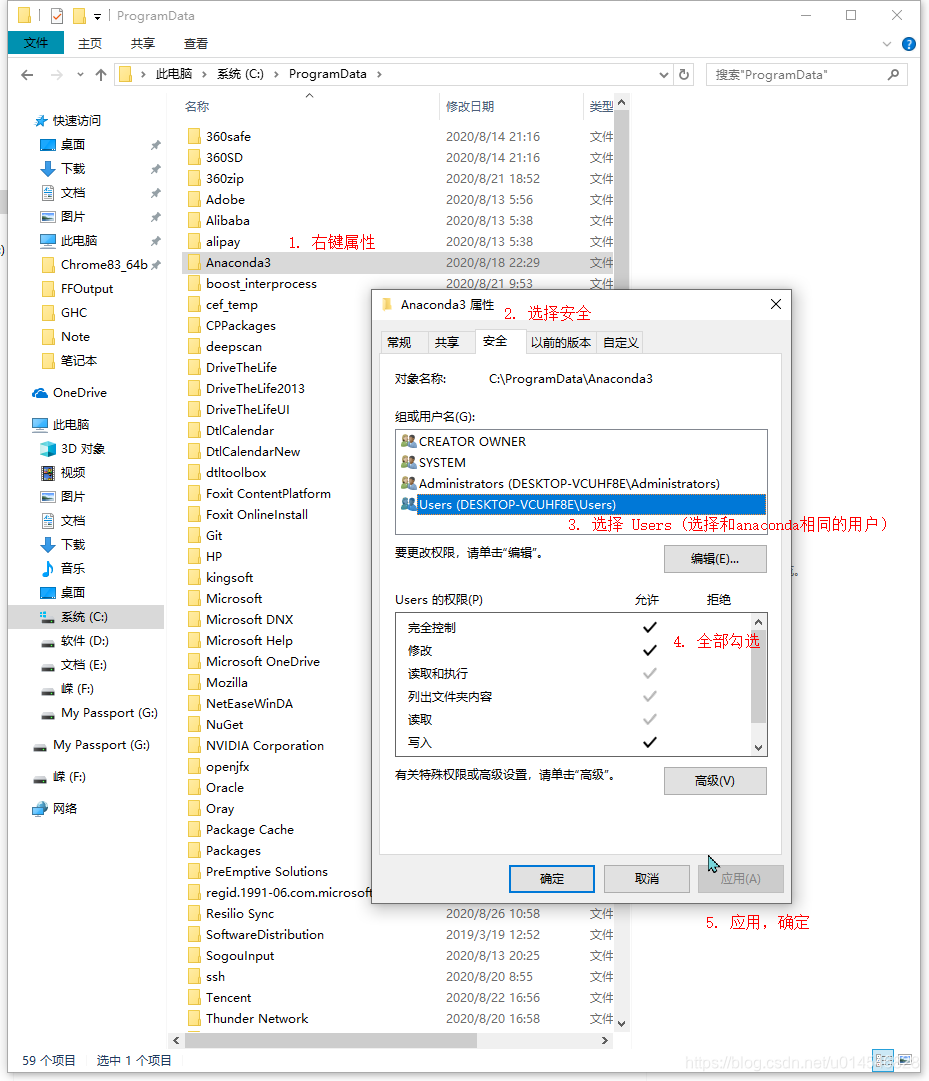 ProgramData
文件 主页 共享 查看
此电脑 › 系统 (C:) › ProgramData ›
搜索"ProgramData"
名称 修改日期 类型
快速访问
桌面
下载
文档
图片
此电脑
Chrome83_64b
FFOutput
GHC
Note
笔记本
OneDrive
此电脑
3D 对象
视频
图片
文档
下载
音乐
桌面
系统 (C:)
软件 (D:)
文档 (E:)
嵘 (F:)
My Passport (G:)
My Passport (G:)
嵘 (F:)
网络
360safe 2020/8/14 21:16 文件
360SD 2020/8/14 21:16 文件
360zip 2020/8/21 18:52 文件
Adobe 2020/8/13 5:56 文件
Alibaba 2020/8/13 5:38 文件
alipay 2020/8/13 5:38 文件
1. 右键属性
Anaconda3 2020/8/18 22:29 文件
boost_interprocess 2020/8/21 9:53 文件
cef_temp
CPPackages
deepscan
DriveTheLife
DriveTheLife2013
DriveTheLifeUI
DtlCalendar
DtlCalendarNew
dtltoolbox
Foxit ContentPlatform
Foxit OnlineInstall
Git
HP
kingsoft
Microsoft
Microsoft DNX
Microsoft Help
Microsoft OneDrive
Mozilla
NetEaseWinDA
NuGet
NVIDIA Corporation
openjfx
Oracle
Oray
Package Cache
Packages
PreEmptive Solutions
regid.1991-06.com.microsoft
Resilio Sync 2020/8/26 10:58 文件
SoftwareDistribution 2019/3/19 12:52 文件
SogouInput 2020/8/13 20:25 文件
ssh 2020/8/20 8:55 文件
Tencent 2020/8/22 16:56 文件
Thunder Network 2020/8/20 16:58 文件
Anaconda3 属性
2. 选择安全
常规 共享 安全 以前的版本 自定义
对象名称: C:\ProgramData\Anaconda3
组或用户名(G):
CREATOR OWNER
SYSTEM
Administrators (DESKTOP-VCUHF8E\Administrators)
Users (DESKTOP-VCUHF8E\Users)
3. 选择 Users（选择和anaconda相同的用户）
要更改权限，请单击"编辑"。 编辑(E)...
Users 的权限(P) 允许 拒绝
完全控制
4. 全部勾选
修改
读取和执行
列出文件夹内容
读取
写入
有关特殊权限或高级设置，请单击"高级"。 高级(V)
确定 取消 应用(A)
5. 应用，确定
59 个项目 选中 1 个项目